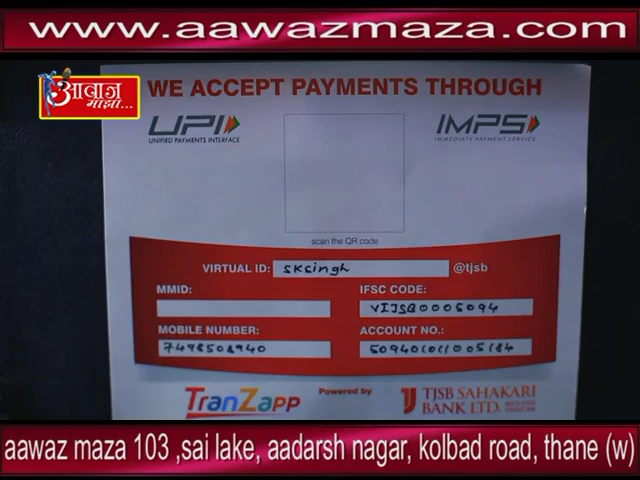 www.aawazmaza.com
आवाज
माझा...
WE ACCEPT PAYMENTS THROUGH
UPI
UNIFIED PAYMENTS INTERFACE
IMPS
IMMEDIATE PAYMENT SERVICE
scan the QR code
VIRTUAL ID: sksingh @tjsb
MMID:
IFSC CODE:
MOBILE NUMBER:
7498508940
ACCOUNT NO.:
TranZapp
Powered by
TJSB SAHAKARI
BANK LTD.
aawaz maza 103 ,sai lake, aadarsh nagar, kolbad road, thane (w)